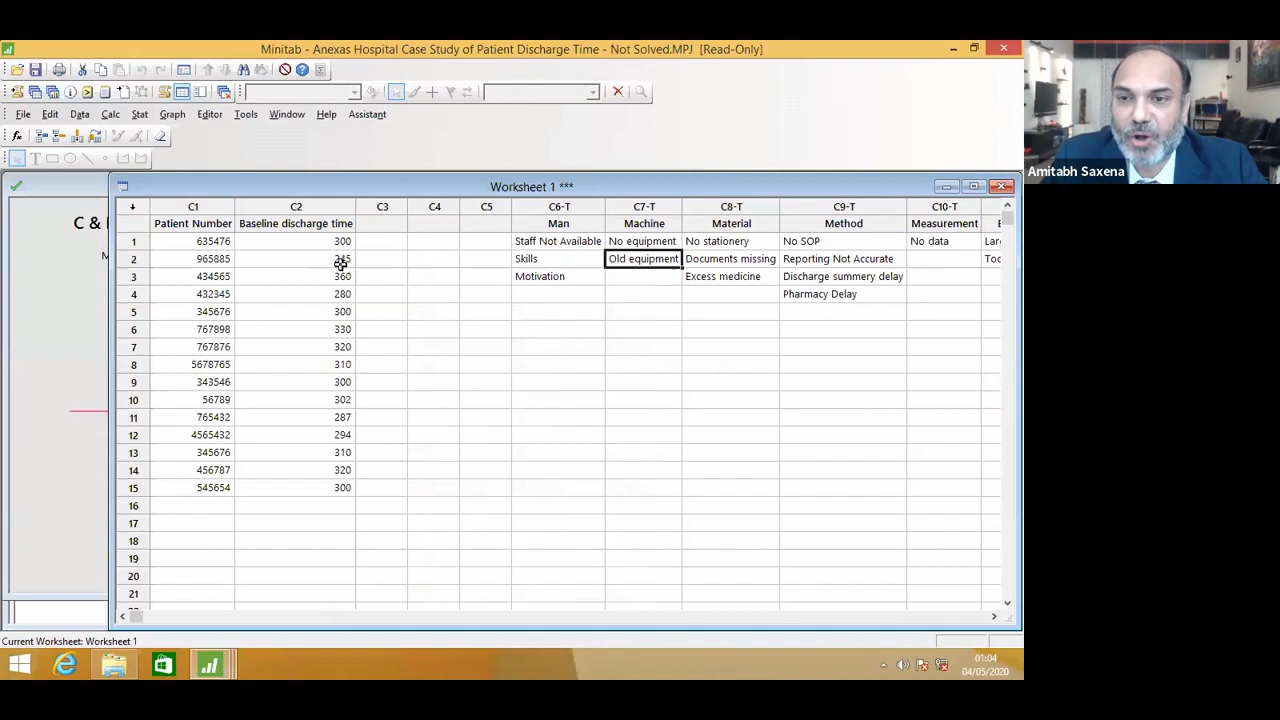 Minitab - Anexas Hospital Case Study of Patient Discharge Time - Not Solved.MPJ [Read-Only]
File Edit Data Calc Stat Graph Editor Tools Window Help Assistant
Amitabh Saxena
Worksheet 1 ***
C & E
C1 C2 C3 C4 C5 C6-T C7-T C8-T C9-T C10-T
Patient Number Baseline discharge time Man Machine Material Method Measurement
1 635476 300 Staff Not Available No equipment No stationery No SOP No data
2 965885 Skills Old equipment Documents missing Reporting Not Accurate
3 434565 360 Motivation Excess medicine Discharge summery delay
4 432345 280 Pharmacy Delay
5 345676 300
6 767898 330
7 767876 320
8 5678765 310
9 343546 300
10 56789 302
11 765432 287
12 4565432 294
13 345676 310
14 456787 320
15 545654 300
16
17
18
19
20
21
Current Worksheet: Worksheet 1
01:04
04/05/2020